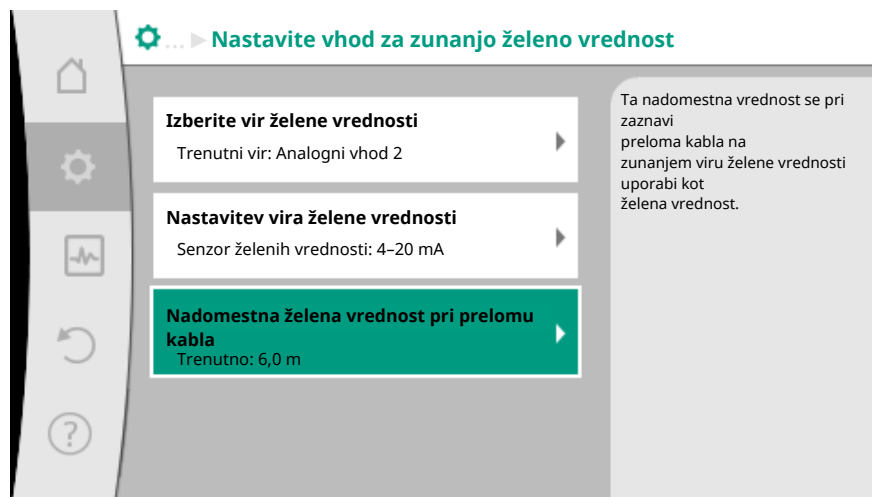 ... ▶ Nastavite vhod za zunanjo želeno vrednost
Izberite vir želene vrednosti
Trenutni vir: Analogni vhod 2
Nastavitev vira želene vrednosti
Senzor želenih vrednosti: 4–20 mA
Nadomestna želena vrednost pri prelomu
kabla
Trenutno: 6,0 m
Ta nadomestna vrednost se pri
zaznavi
preloma kabla na
zunanjem viru želene vrednosti
uporabi kot
želena vrednost.
?